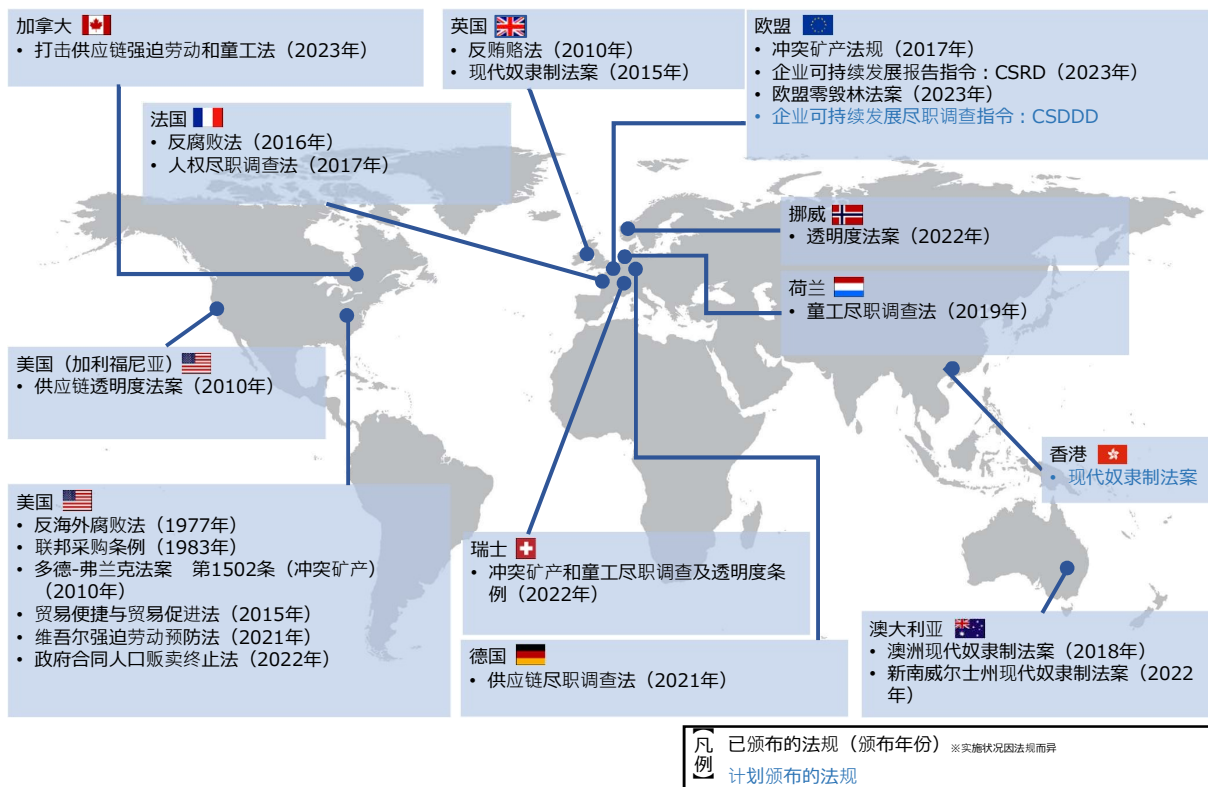 加拿大
• 打击供应链强迫劳动和童工法（2023年）
英国
• 反贿赂法（2010年）
• 现代奴隶制法案（2015年）
欧盟
• 冲突矿产法规（2017年）
• 企业可持续发展报告指令：CSRD（2023年）
• 欧盟零毁林法案（2023年）
• 企业可持续发展尽职调查指令：CSDDD
法国
• 反腐败法（2016年）
• 人权尽职调查法（2017年）
挪威
• 透明度法案（2022年）
荷兰
• 童工尽职调查法（2019年）
美国（加利福尼亚）
• 供应链透明度法案（2010年）
香港
• 现代奴隶制法案
美国
• 反海外腐败法（1977年）
• 联邦采购条例（1983年）
• 多德-弗兰克法案　第1502条（冲突矿产）
（2010年）
• 贸易便捷与贸易促进法（2015年）
• 维吾尔强迫劳动预防法（2021年）
• 政府合同人口贩卖终止法（2022年）
瑞士
• 冲突矿产和童工尽职调查及透明度条
例（2022年）
德国
• 供应链尽职调查法（2021年）
澳大利亚
• 澳洲现代奴隶制法案（2018年）
• 新南威尔士州现代奴隶制法案（2022
年）
【凡例】
已颁布的法规（颁布年份）※实施状况因法规而异
计划颁布的法规